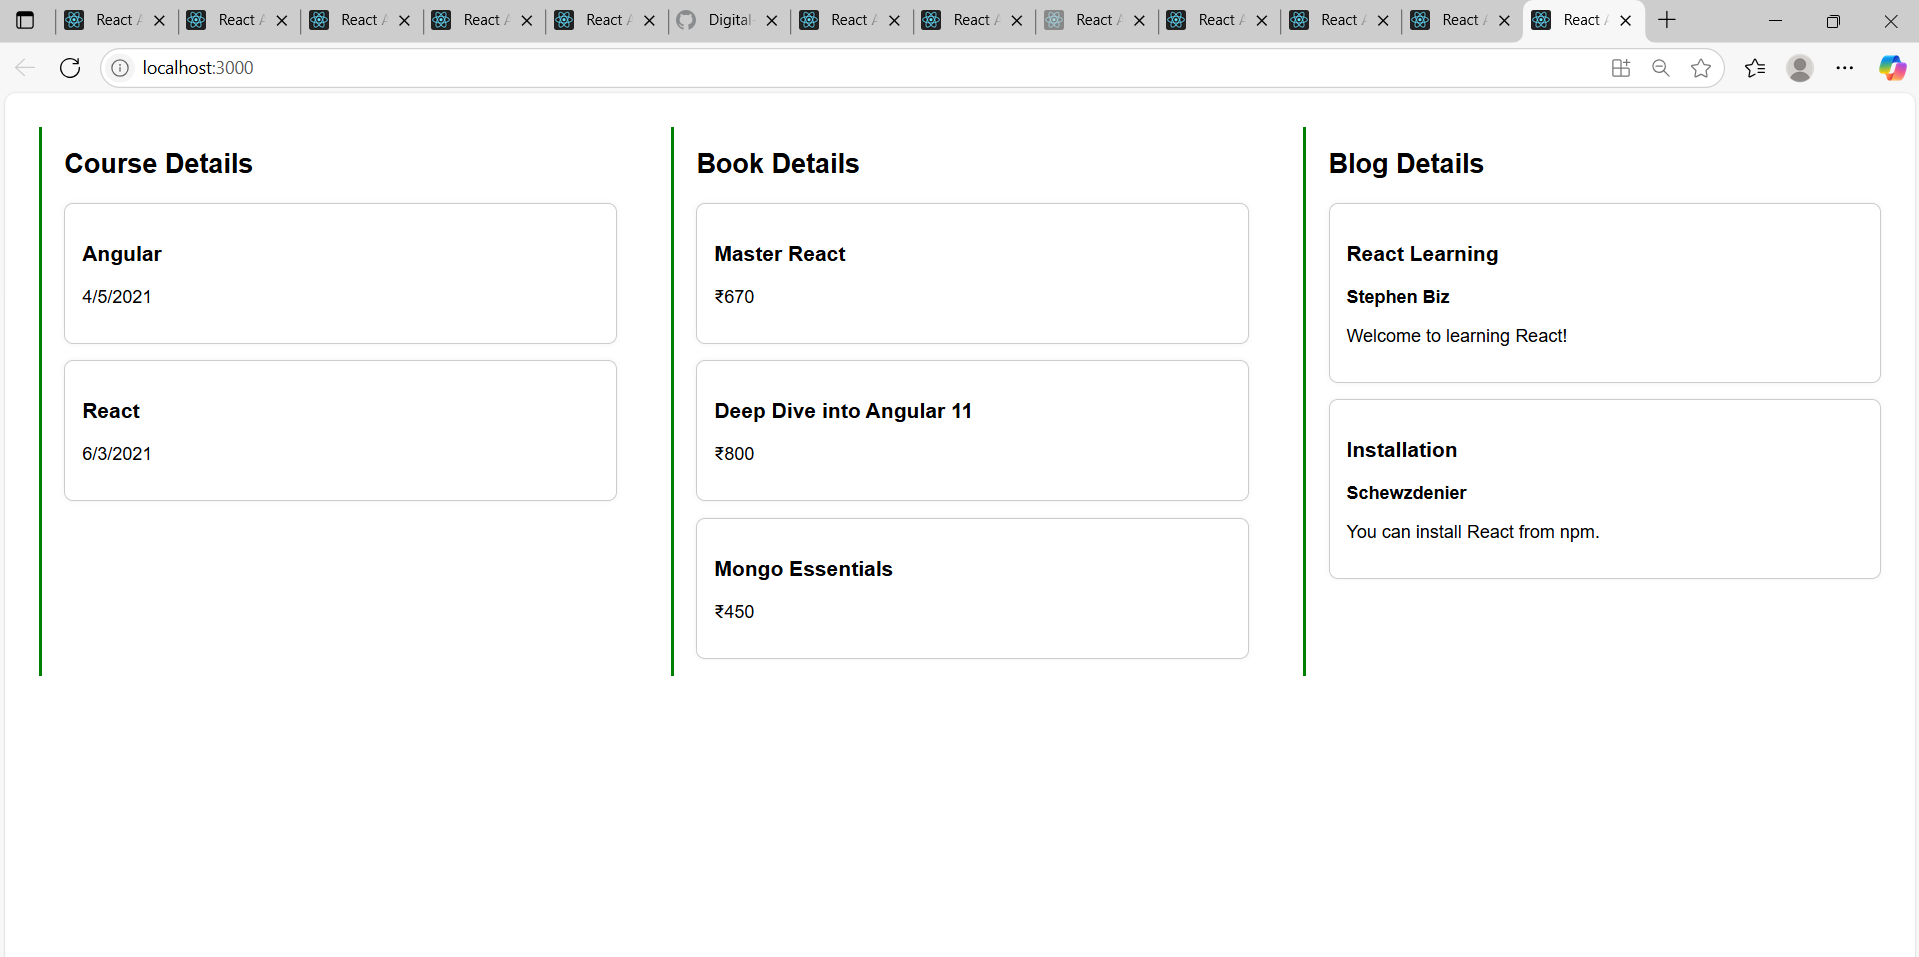 React A
React A
React A
React A
React A
Digital-
React A
React A
React A
React A
React A
React A
React A
localhost:3000
Course Details
Angular
4/5/2021
React
6/3/2021
Book Details
Master React
₹670
Deep Dive into Angular 11
₹800
Mongo Essentials
₹450
Blog Details
React Learning
Stephen Biz
Welcome to learning React!
Installation
Schewzdenier
You can install React from npm.